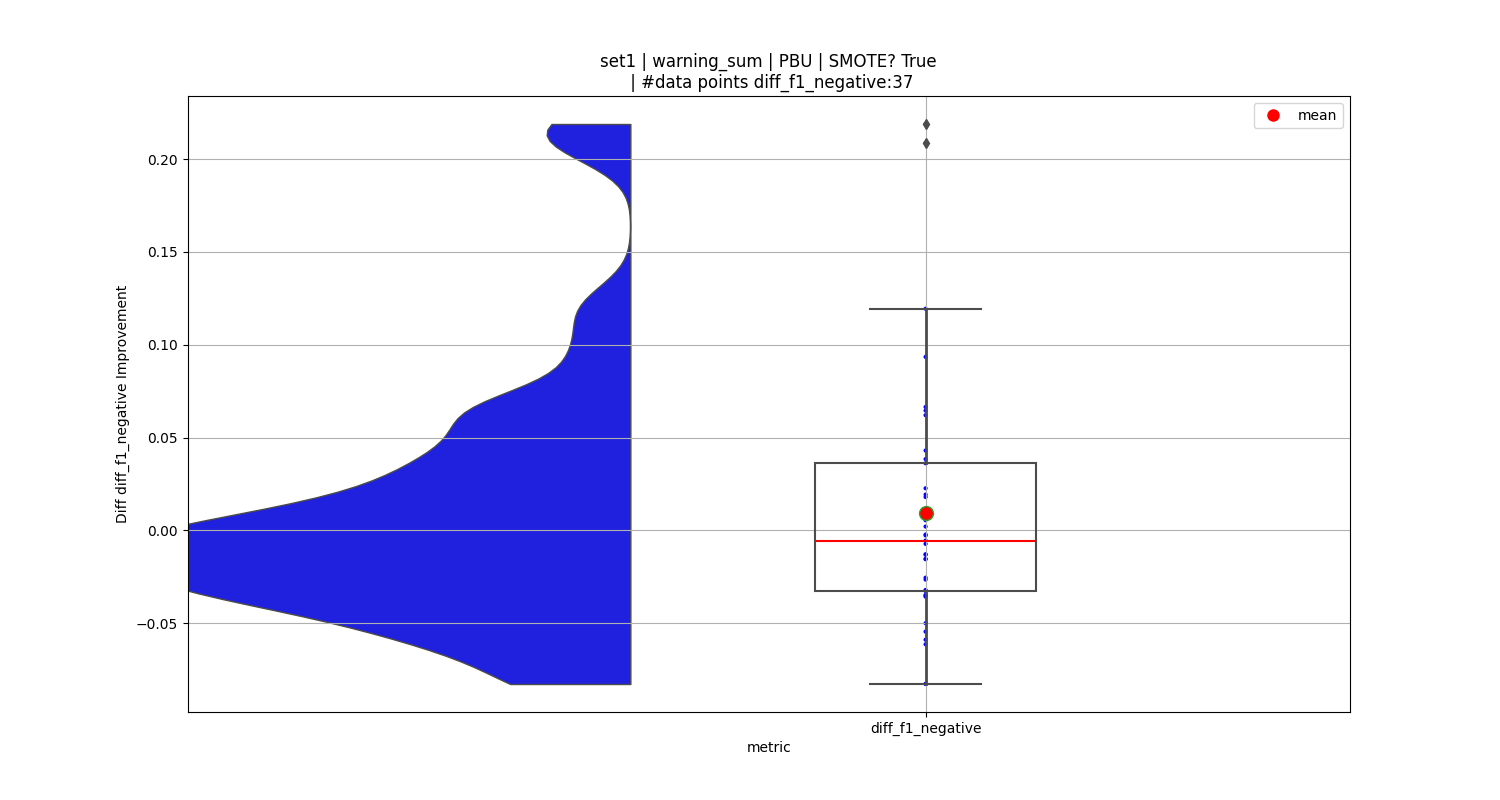 set1 | warning_sum | PBU | SMOTE? True
| #data points diff_f1_negative:37
mean
0.20
0.15
0.10
0.05
0.00
−0.05
Diff diff_f1_negative Improvement
diff_f1_negative
metric